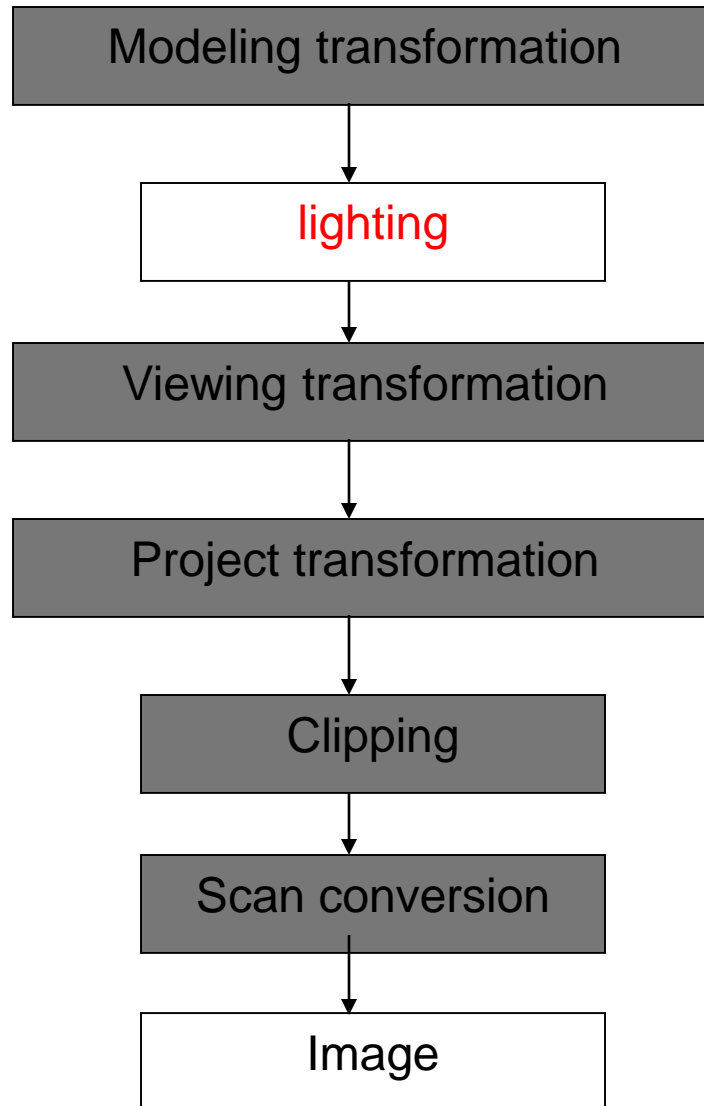 Modeling transformation
lighting
Viewing transformation
Project transformation
Clipping
Scan conversion
Image